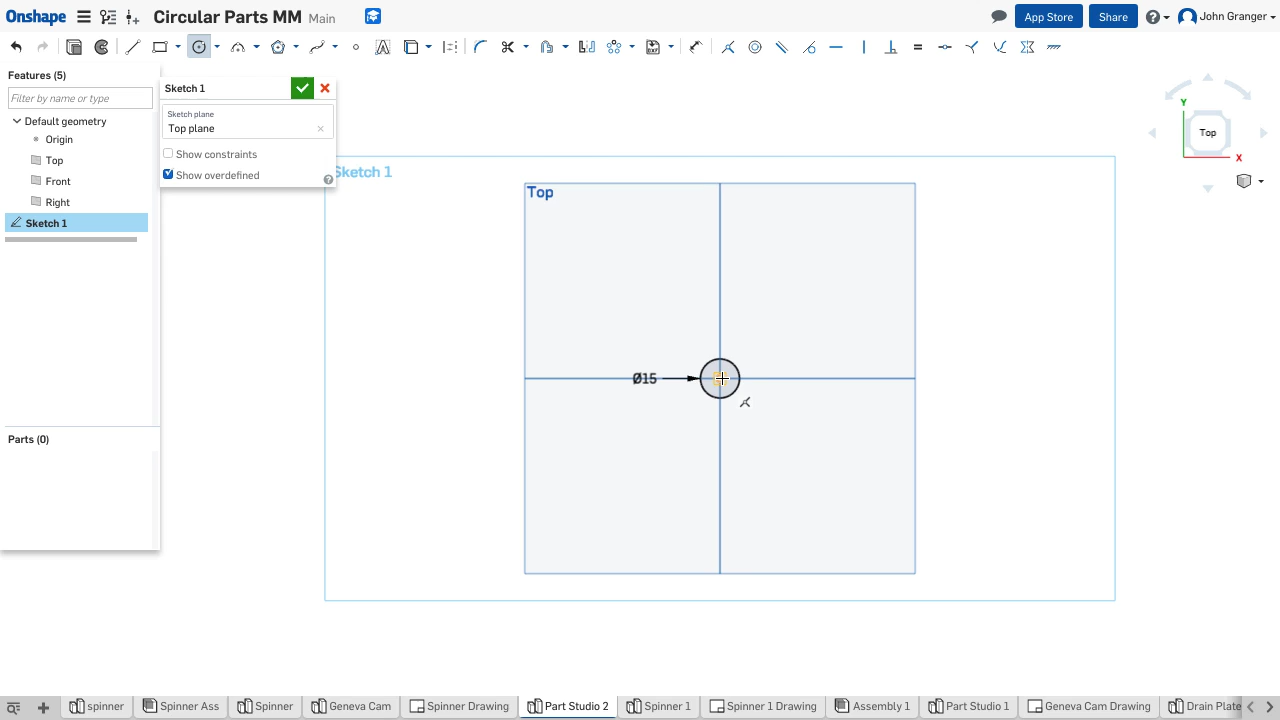 Onshape Circular Parts MM Main App Store Share John Granger
Features (5)
Filter by name or type
Default geometry
Origin
Top
Front
Right
Sketch 1
Parts (0)
Sketch 1
Sketch plane
Top plane
Show constraints
Show overdefined
Sketch 1
Top
Ø15
Y
Top
X
spinner Spinner Ass Spinner Geneva Cam Spinner Drawing Part Studio 2 Spinner 1 Spinner 1 Drawing Assembly 1 Part Studio 1 Geneva Cam Drawing Drain Plate